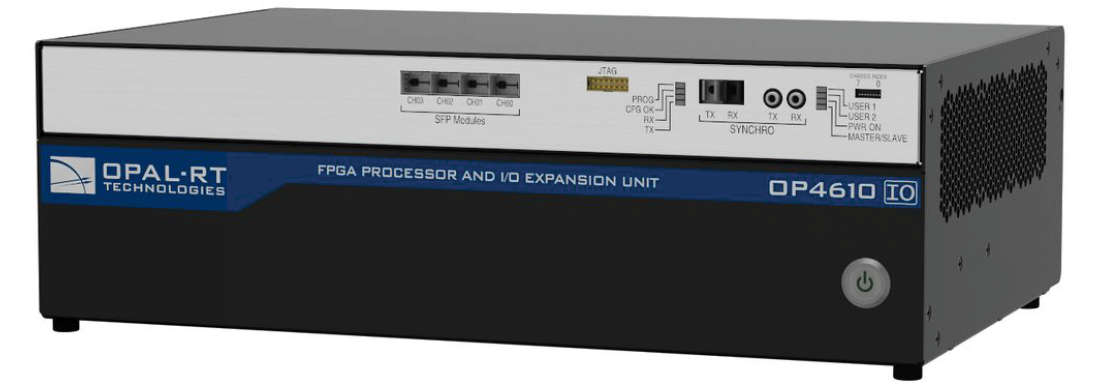 JTAG
CHASSIS INDEX
7 0
CH03 CH02 CH01 CH00
SFP Modules
PROG
CFG OK
RX
TX
TX RX TX RX
SYNCHRO
USER 1
USER 2
PWR ON
MASTER/SLAVE
OPAL-RT
TECHNOLOGIES
FPGA PROCESSOR AND I/O EXPANSION UNIT
OP4610 IO